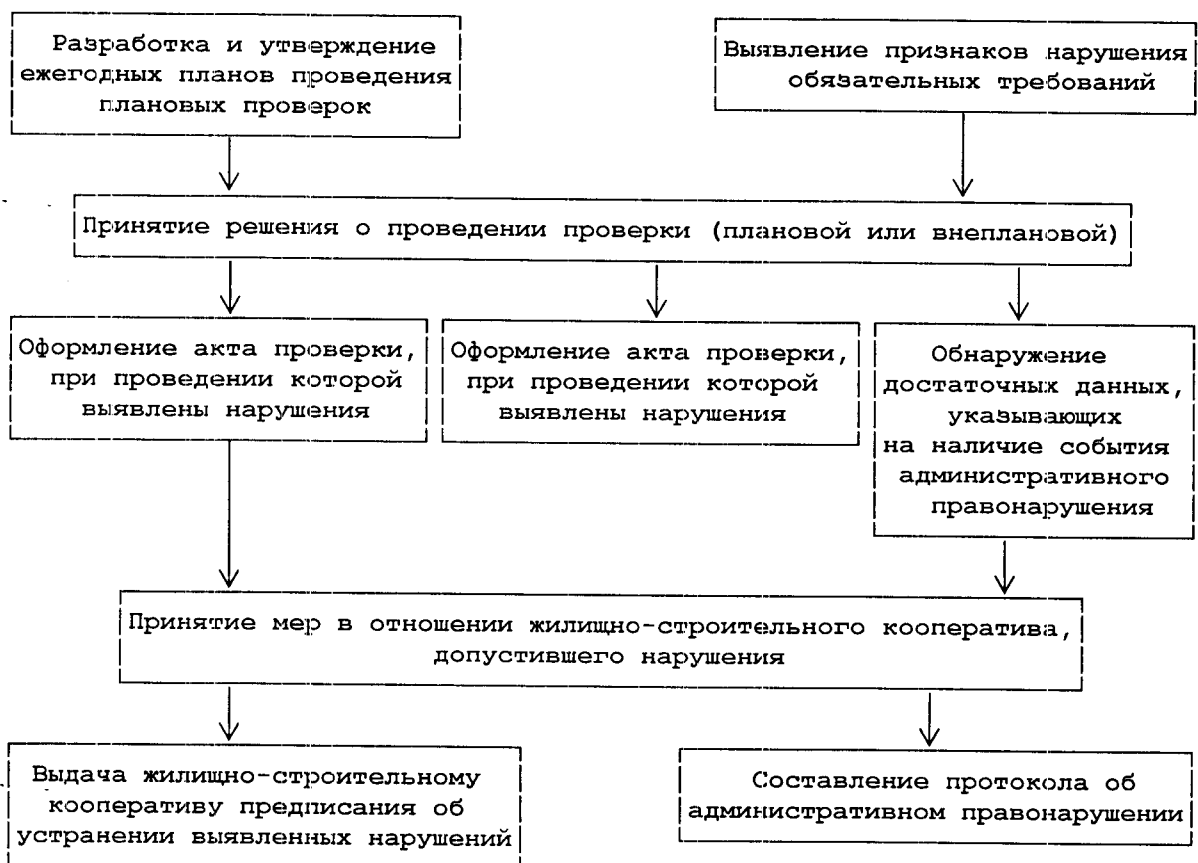 Разработка и утверждение
ежегодных планов проведения
плановых проверок
Выявление признаков нарушения
обязательных требований
Принятие решения о проведении проверки (плановой или внеплановой)
Оформление акта проверки,
при проведении которой
выявлены нарушения
Оформление акта проверки,
при проведении которой
выявлены нарушения
Обнаружение
достаточных данных,
указывающих
на наличие события
административного
правонарушения
Принятие мер в отношении жилищно-строительного кооператива,
допустившего нарушения
Выдача жилищно-строительному
кооперативу предписания об
устранении выявленных нарушений
Составление протокола об
административном правонарушении